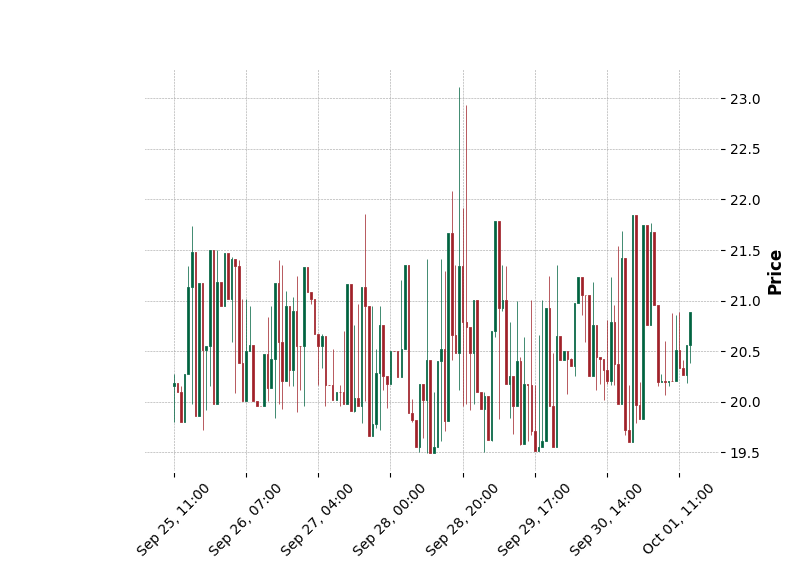 23.0
22.5
22.0
21.5
21.0
20.5
20.0
19.5
Price
Sep 25, 11:00
Sep 26, 07:00
Sep 27, 04:00
Sep 28, 00:00
Sep 28, 20:00
Sep 29, 17:00
Sep 30, 14:00
Oct 01, 11:00